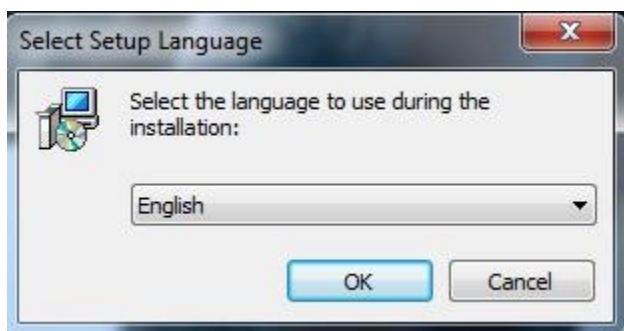 Select Setup Language
Select the language to use during the
installation:
English
OK
Cancel